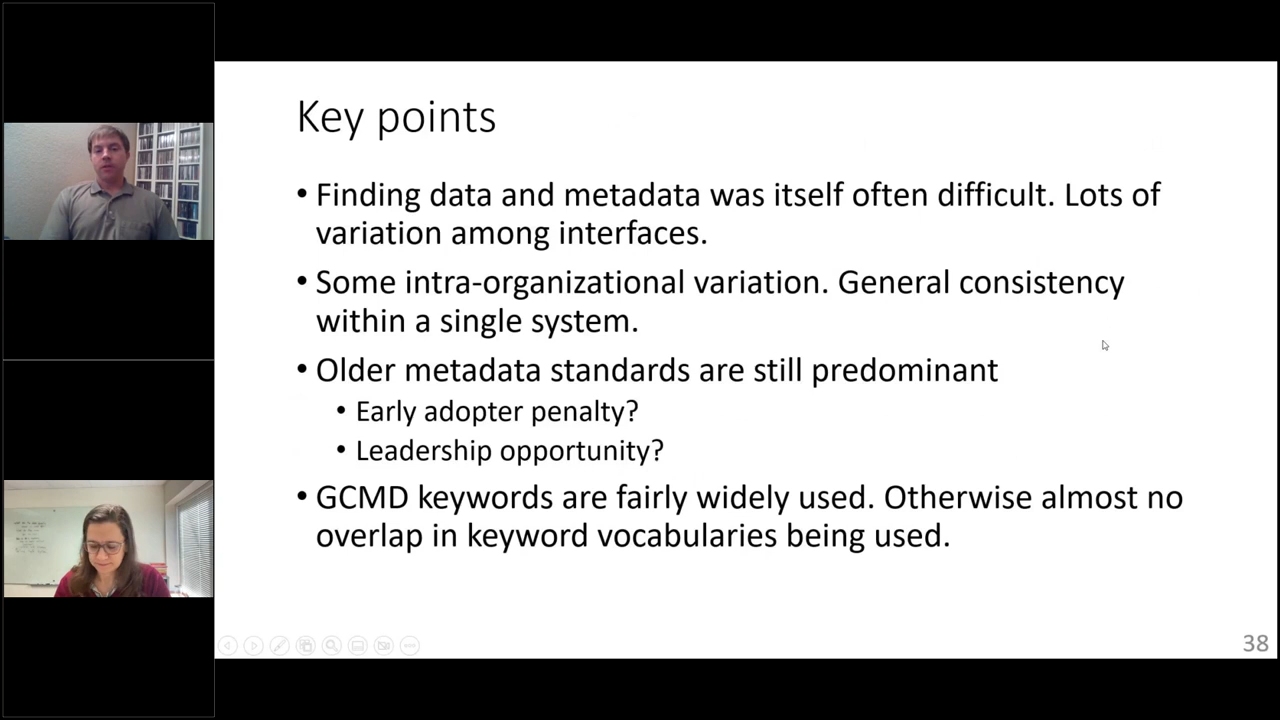 Key points
• Finding data and metadata was itself often difficult. Lots of
variation among interfaces.
• Some intra-organizational variation. General consistency
within a single system.
• Older metadata standards are still predominant
• Early adopter penalty?
• Leadership opportunity?
• GCMD keywords are fairly widely used. Otherwise almost no
overlap in keyword vocabularies being used.
38